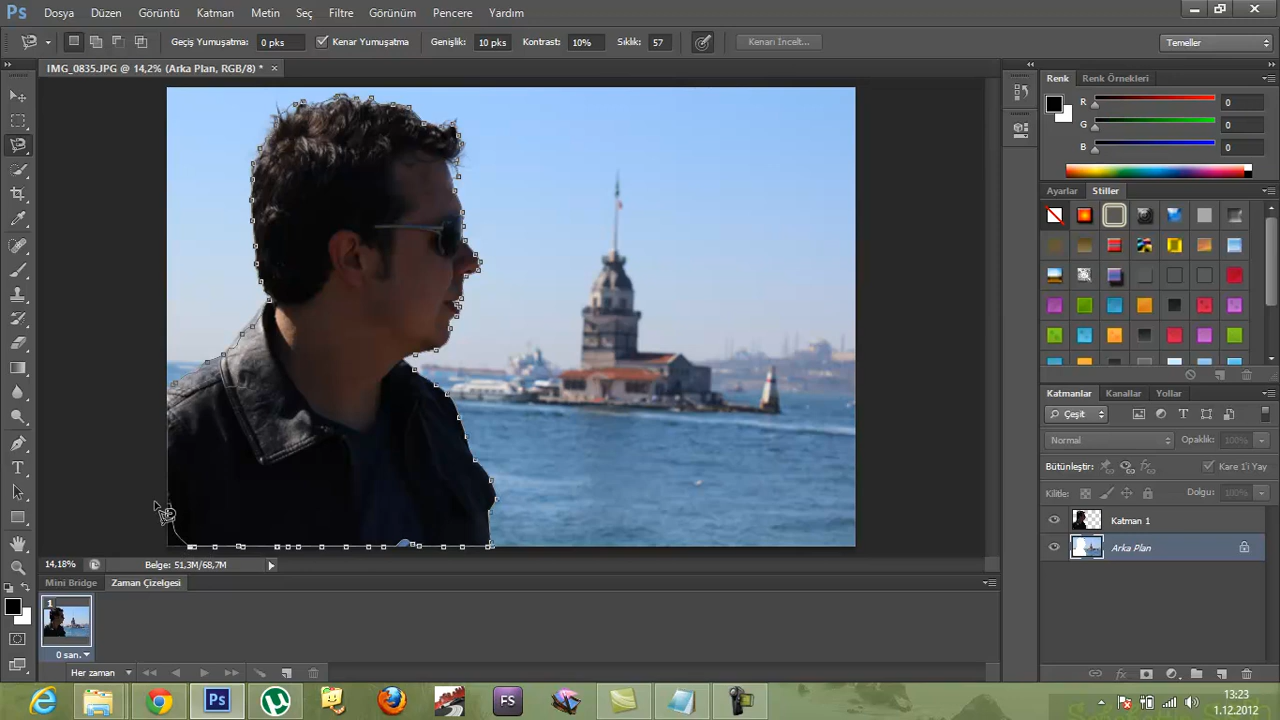 Ps Dosya Düzen Görüntü Katman Metin Seç Filtre Görünüm Pencere Yardım
Geçiş Yumuşatma: 0 pks Kenar Yumuşatma Genişlik: 10 pks Kontrast: 10% Sıklık: 57 Kenarı İncelt... Temeller
IMG_0835.JPG @ 14,2% (Arka Plan, RGB/8) *
Renk Renk Örnekleri
R 0
G 0
B 0
Ayarlar Stiller
Katmanlar Kanallar Yollar
Çeşit
Normal Opaklık: 100%
Bütünleştir: Kare 1'i Yay
Kilitle: Dolgu: 100%
Katman 1
Arka Plan
14,18% Belge: 51,3M/68,7M
Mini Bridge Zaman Çizelgesi
1
0 san.
Her zaman
Ps FS
13:23
1.12.2012